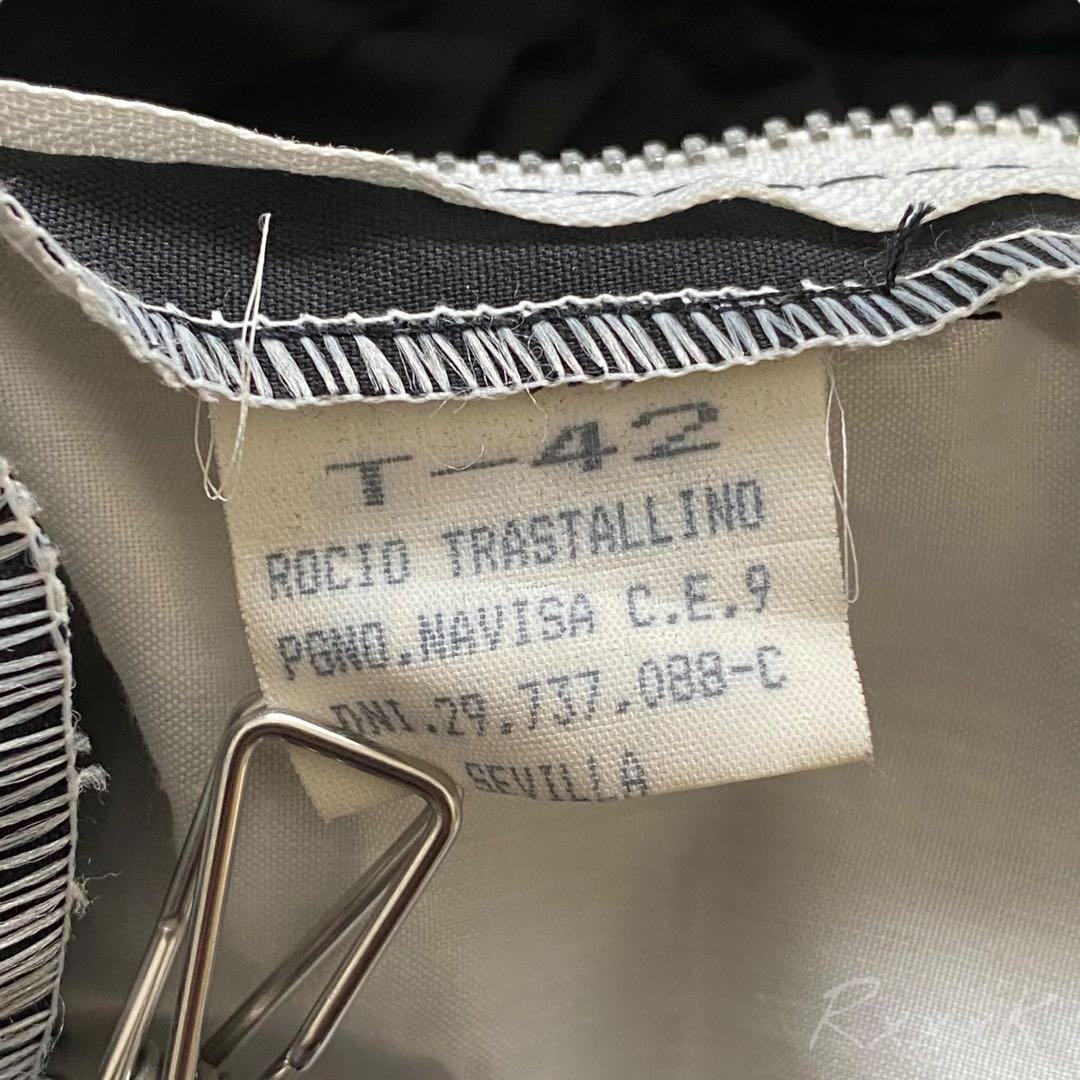 T-42
ROCIO TRASTALLINO
PGNO.NAVISA C.E.9
DNI.29.737.088-C
SEVILLA